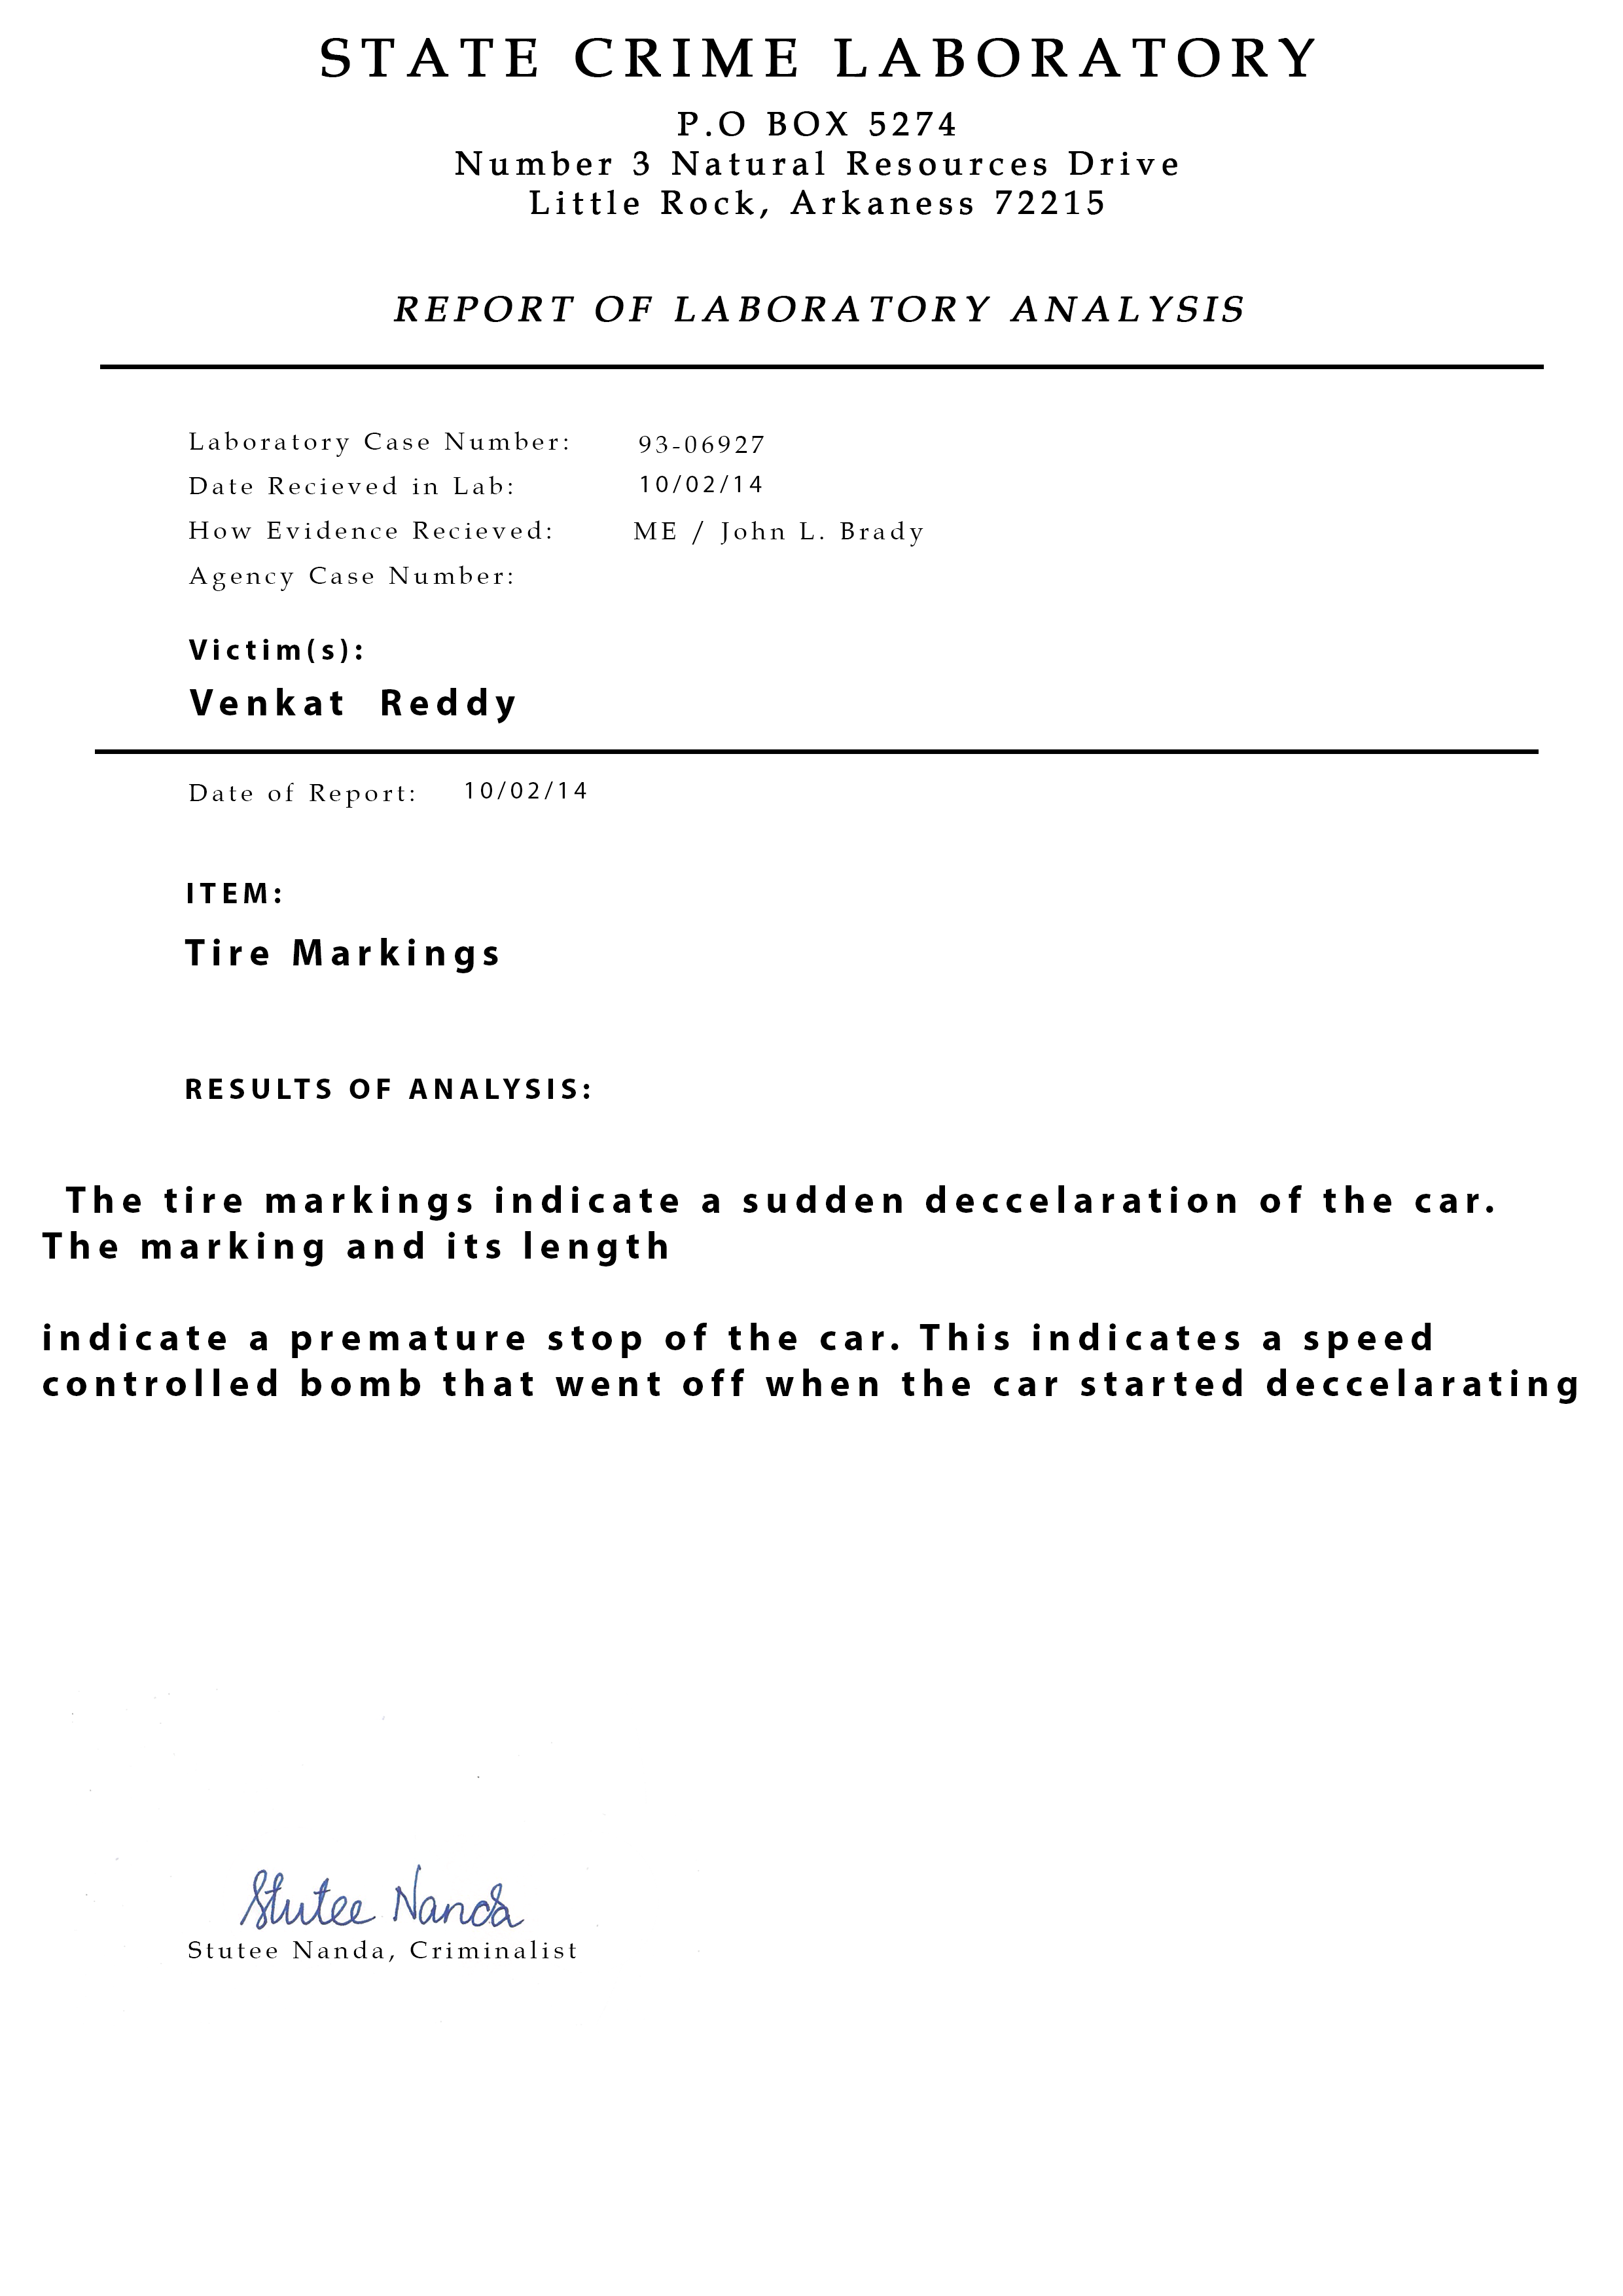 STATE CRIME LABORATORY
P.O BOX 5274
Number 3 Natural Resources Drive
Little Rock, Arkaness 72215
REPORT OF LABORATORY ANALYSIS
Laboratory Case Number: 93-06927
Date Recieved in Lab: 10/02/14
How Evidence Recieved: ME / John L. Brady
Agency Case Number:
Victim(s):
Venkat Reddy
Date of Report: 10/02/14
ITEM:
Tire Markings
RESULTS OF ANALYSIS:
The tire markings indicate a sudden deccelaration of the car.
The marking and its length
indicate a premature stop of the car. This indicates a speed
controlled bomb that went off when the car started deccelarating
Stutee Nanda
Stutee Nanda, Criminalist